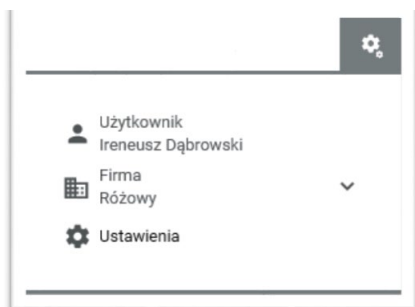 Użytkownik
Ireneusz Dąbrowski
Firma
Różowy
Ustawienia